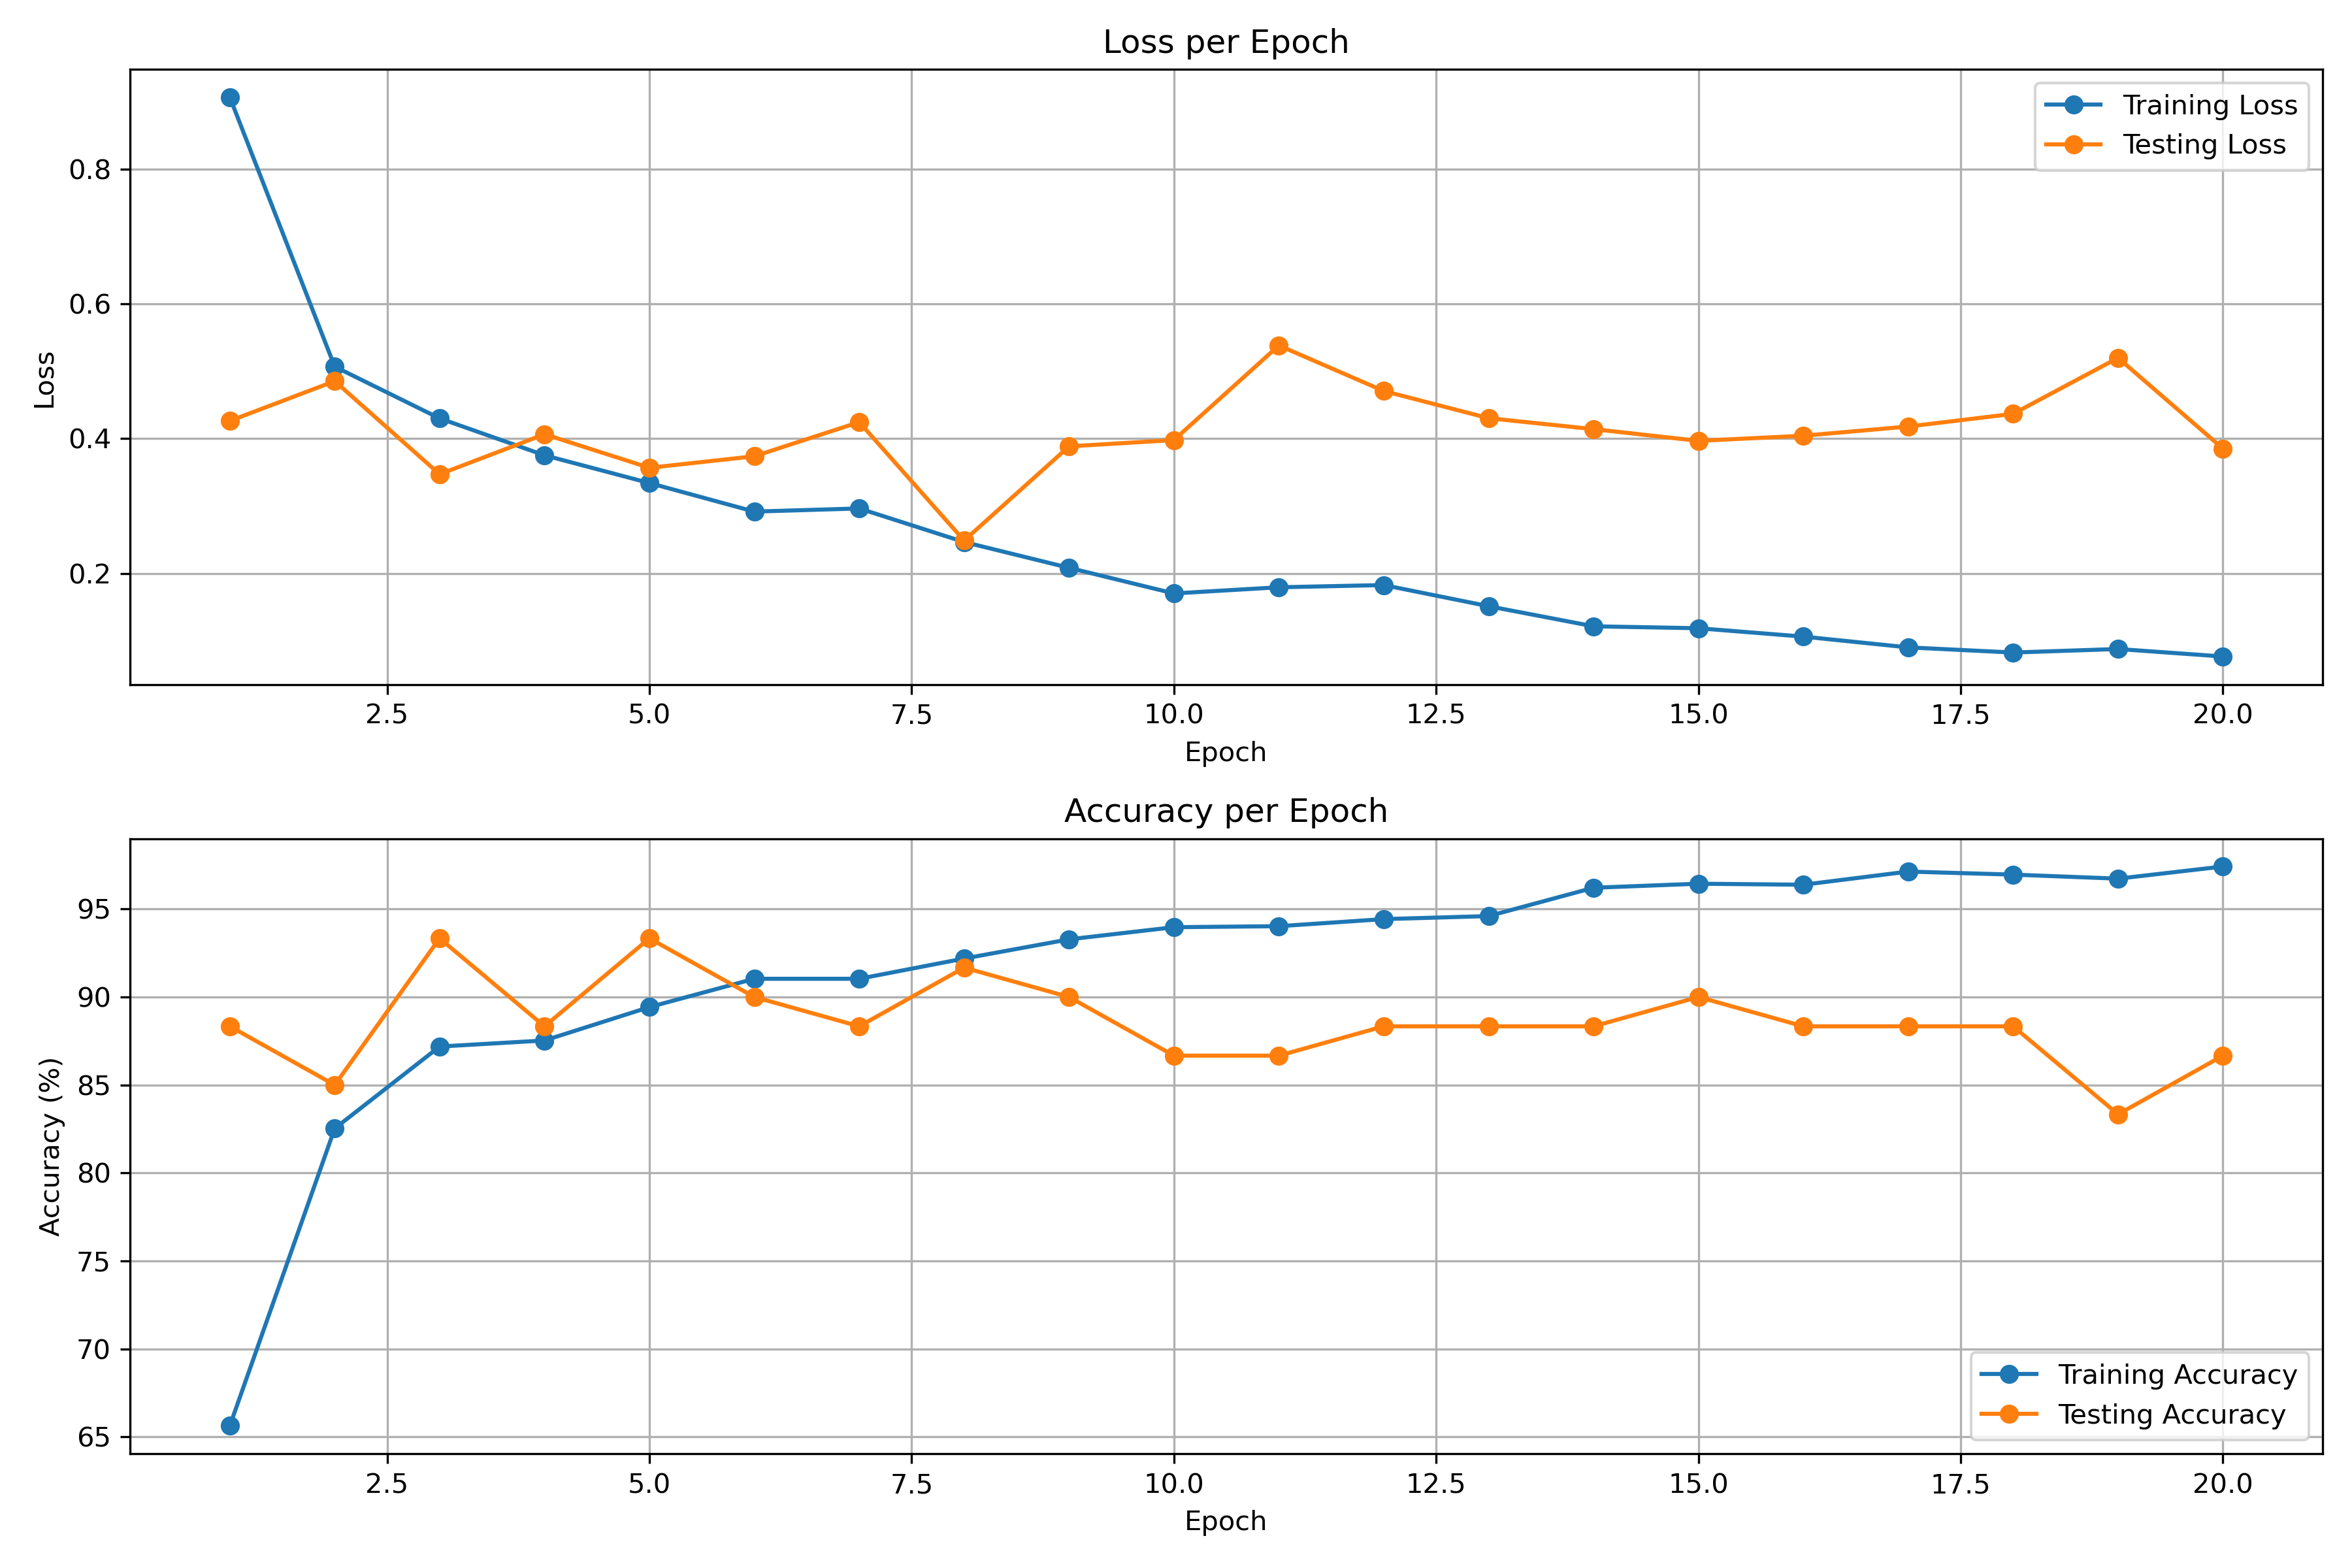 Loss per Epoch
Training Loss
Testing Loss
0.8
0.6
0.4
0.2
Loss
2.5 5.0 7.5 10.0 12.5 15.0 17.5 20.0
Epoch
Accuracy per Epoch
95
90
85
80
75
70
65
Accuracy (%)
Training Accuracy
Testing Accuracy
2.5 5.0 7.5 10.0 12.5 15.0 17.5 20.0
Epoch